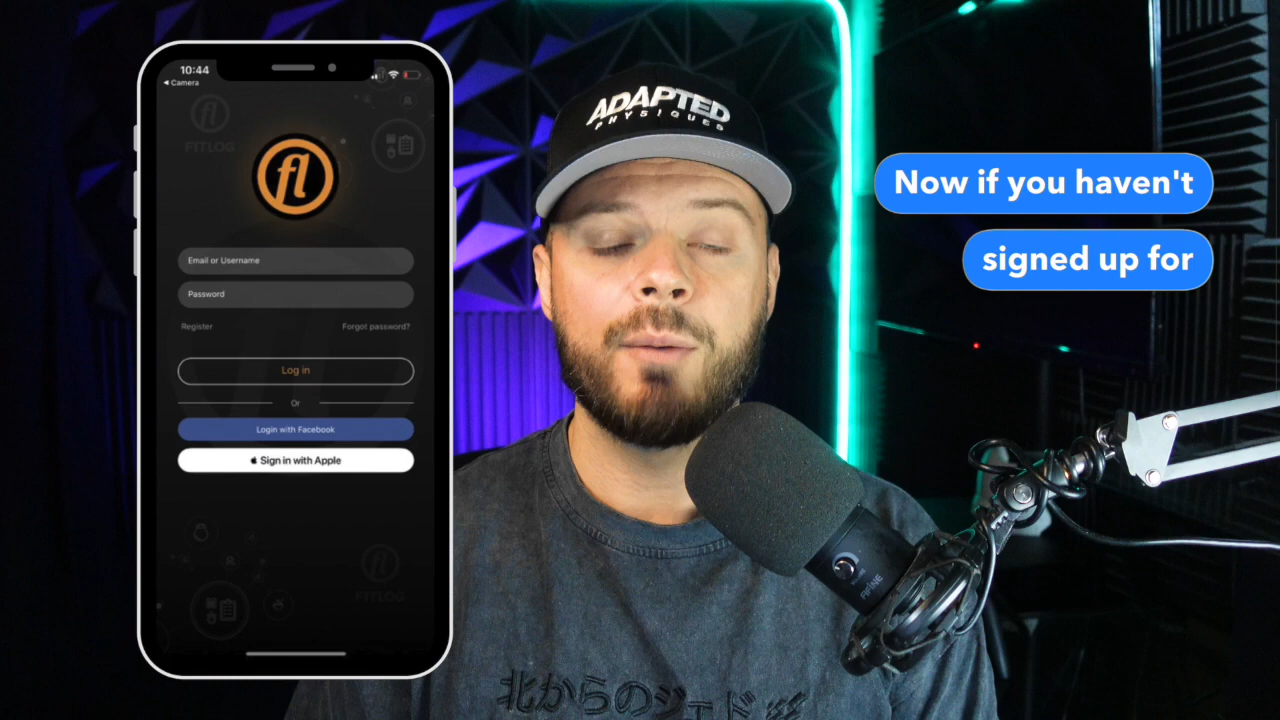 10:44
Camera
FITLOG
fl
Email or Username
Password
Register
Forgot password?
Log in
Or
Login with Facebook
Sign in with Apple
FITLOG
ADAPTED
PHYSIQUES
Now if you haven't
signed up for
FIFINE
北からのジェド